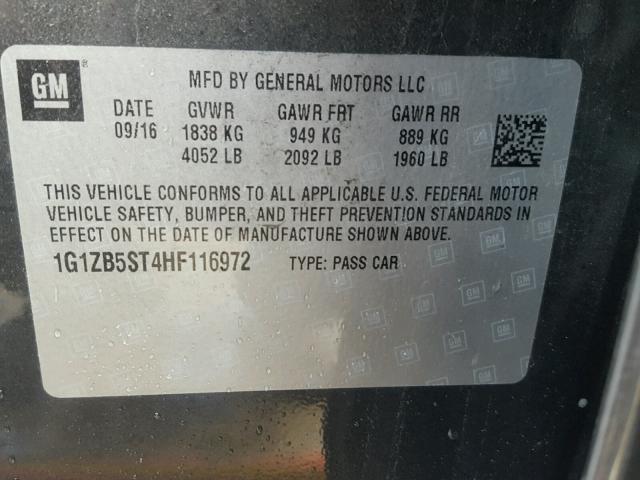 GM ® MFD BY GENERAL MOTORS LLC
DATE GVWR GAWR FRT GAWR RR
09/16 1838 KG 949 KG 889 KG
4052 LB 2092 LB 1960 LB
THIS VEHICLE CONFORMS TO ALL APPLICABLE U.S. FEDERAL MOTOR
VEHICLE SAFETY, BUMPER, AND THEFT PREVENTION STANDARDS IN
EFFECT ON THE DATE OF MANUFACTURE SHOWN ABOVE.
1G1ZB5ST4HF116972 TYPE: PASS CAR